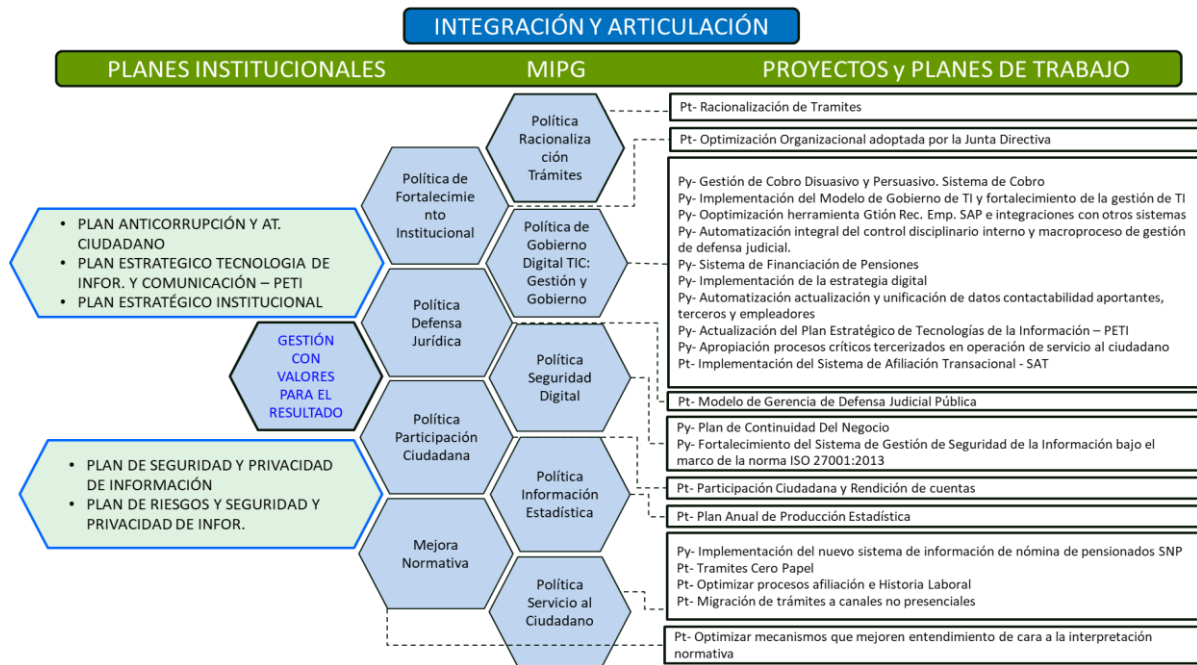 INTEGRACIÓN Y ARTICULACIÓN
PLANES INSTITUCIONALES
MIPG
PROYECTOS y PLANES DE TRABAJO
• PLAN ANTICORRUPCIÓN Y AT.
CIUDADANO
• PLAN ESTRATEGICO TECNOLOGIA DE
INFOR. Y COMUNICACIÓN – PETI
• PLAN ESTRATÉGICO INSTITUCIONAL
GESTIÓN
CON
VALORES
PARA EL
RESULTADO
• PLAN DE SEGURIDAD Y PRIVACIDAD
DE INFORMACIÓN
• PLAN DE RIESGOS Y SEGURIDAD Y
PRIVACIDAD DE INFOR.
Política
Racionaliza
ción
Trámites
Política de
Fortalecimie
nto
Institucional
Política de
Gobierno
Digital TIC:
Gestión y
Gobierno
Política
Defensa
Jurídica
Política
Seguridad
Digital
Política
Participación
Ciudadana
Política
Información
Estadística
Mejora
Normativa
Política
Servicio al
Ciudadano
Pt- Racionalización de Tramites
Pt- Optimización Organizacional adoptada por la Junta Directiva
Py- Gestión de Cobro Disuasivo y Persuasivo. Sistema de Cobro
Py- Implementación del Modelo de Gobierno de TI y fortalecimiento de la gestión de TI
Py- Ooptimización herramienta Gtión Rec. Emp. SAP e integraciones con otros sistemas
Py- Automatización integral del control disciplinario interno y macroproceso de gestión
de defensa judicial.
Py- Sistema de Financiación de Pensiones
Py- Implementación de la estrategia digital
Py- Automatización actualización y unificación de datos contactabilidad aportantes,
terceros y empleadores
Py- Actualización del Plan Estratégico de Tecnologías de la Información – PETI
Py- Apropiación procesos críticos tercerizados en operación de servicio al ciudadano
Pt- Implementación del Sistema de Afiliación Transacional - SAT
Pt- Modelo de Gerencia de Defensa Judicial Pública
Py- Plan de Continuidad Del Negocio
Py- Fortalecimiento del Sistema de Gestión de Seguridad de la Información bajo el
marco de la norma ISO 27001:2013
Pt- Participación Ciudadana y Rendición de cuentas
Pt- Plan Anual de Producción Estadística
Py- Implementación del nuevo sistema de información de nómina de pensionados SNP
Pt- Tramites Cero Papel
Pt- Optimizar procesos afiliación e Historia Laboral
Pt- Migración de trámites a canales no presenciales
Pt- Optimizar mecanismos que mejoren entendimiento de cara a la interpretación
normativa